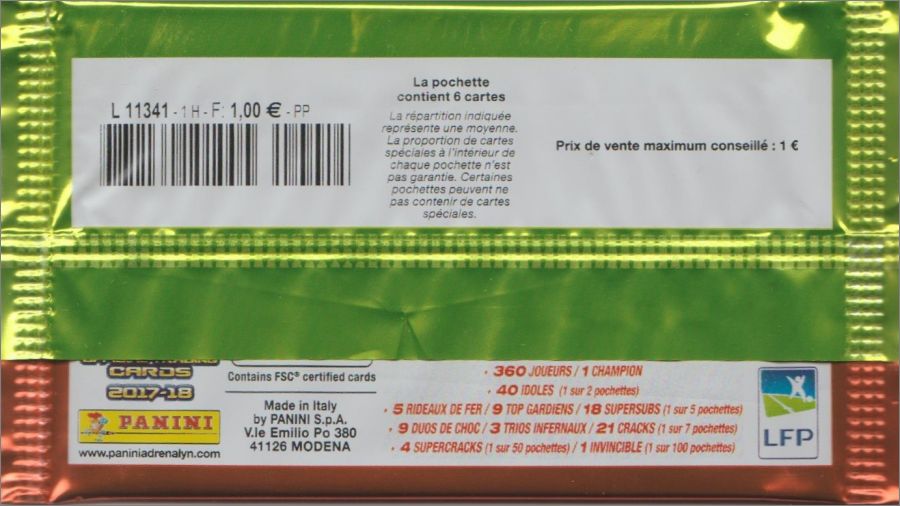 L 11341 - 1 H - F: 1,00 € - PP
La pochette
contient 6 cartes
La répartition indiquée
représente une moyenne.
La proportion de cartes
spéciales à l'intérieur de
chaque pochette n'est
pas garantie. Certaines
pochettes peuvent ne
pas contenir de cartes
spéciales.
Prix de vente maximum conseillé : 1 €
CARDS
2017-18
PANINI
www.paniniadrenalyn.com
Contains FSC® certified cards
Made in Italy
by PANINI S.p.A.
V.le Emilio Po 380
41126 MODENA
• 360 JOUEURS / 1 CHAMPION
• 40 IDOLES (1 sur 2 pochettes)
• 5 RIDEAUX DE FER / 9 TOP GARDIENS / 18 SUPERSUBS (1 sur 5 pochettes)
• 9 DUOS DE CHOC / 3 TRIOS INFERNAUX / 21 CRACKS (1 sur 7 pochettes)
• 4 SUPERCRACKS (1 sur 50 pochettes) / 1 INVINCIBLE (1 sur 100 pochettes)
LFP